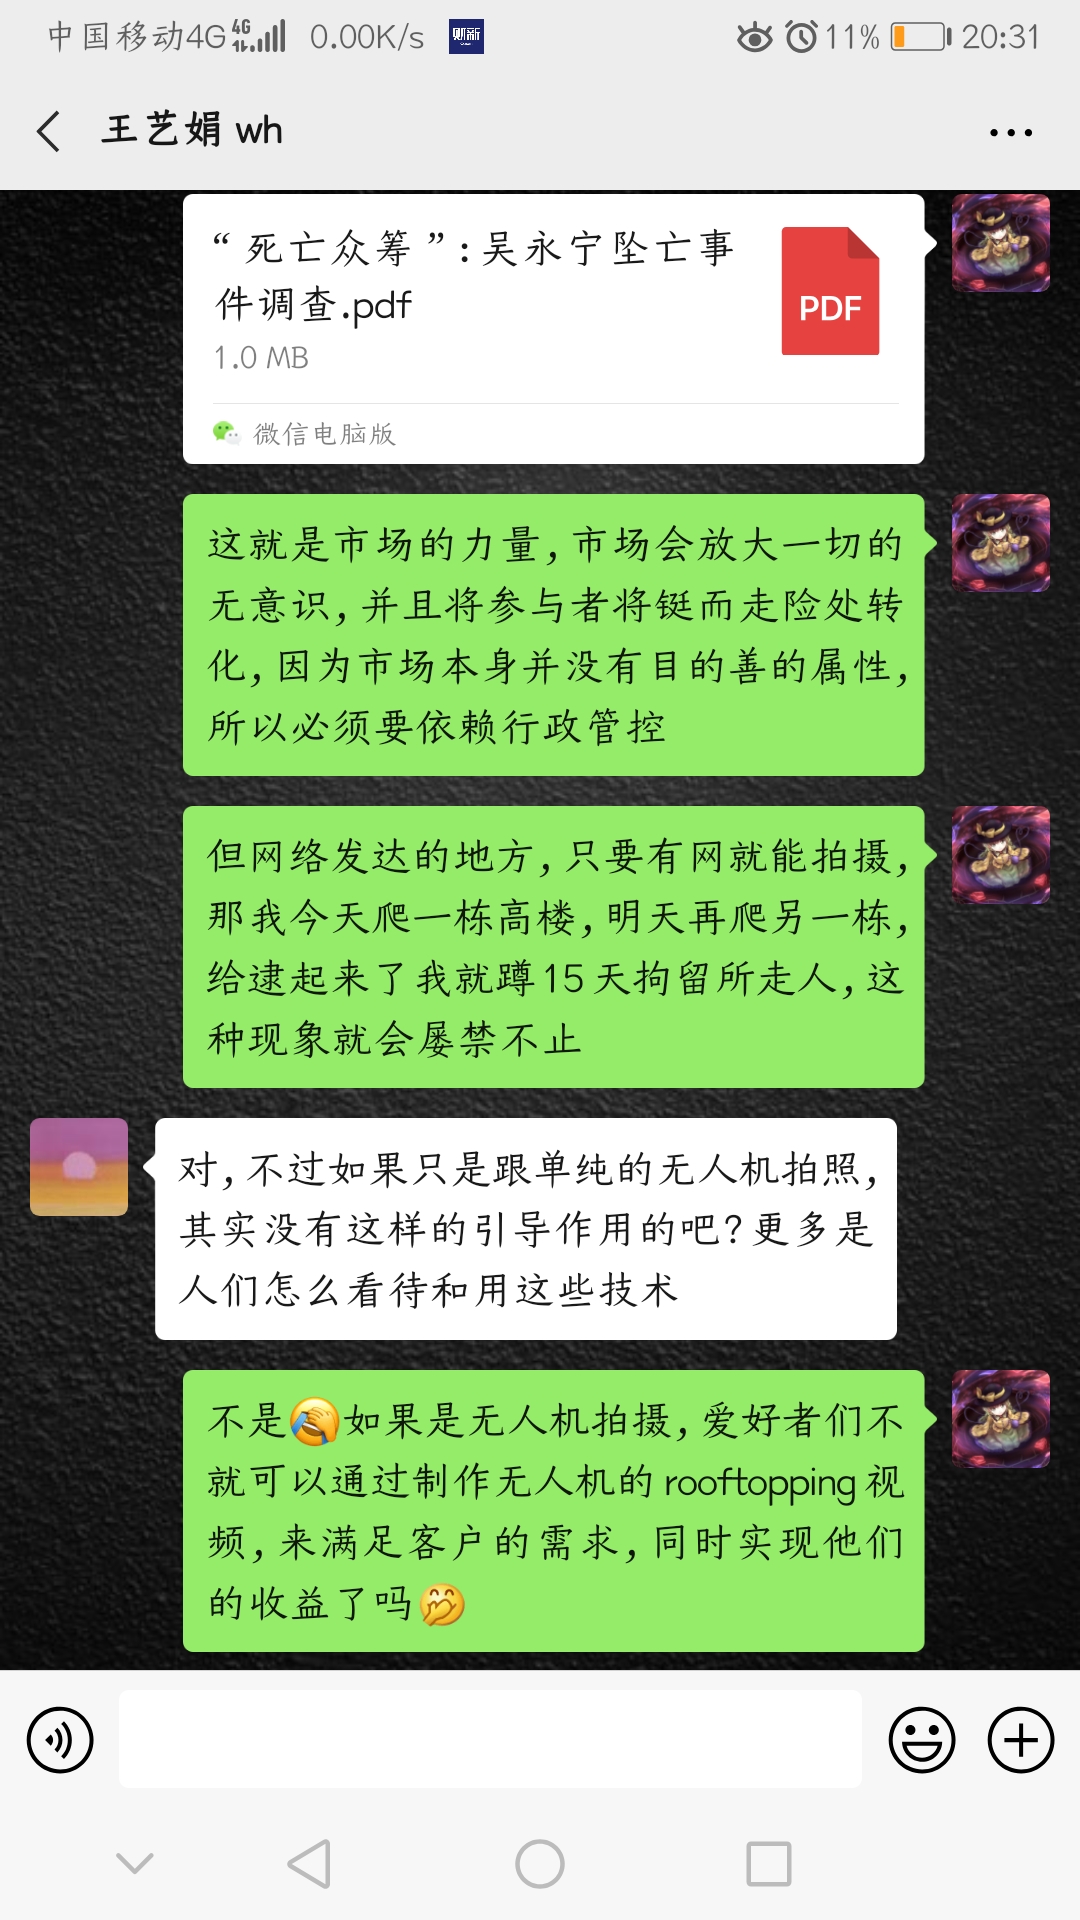 中国移动4G 4G 0.00K/s 财新 11% 20:31
王艺娟 wh
“死亡众筹”:吴永宁坠亡事
件调查.pdf
PDF
1.0 MB
微信电脑版
这就是市场的力量,市场会放大一切的
无意识,并且将参与者将铤而走险处转
化,因为市场本身并没有目的善的属性,
所以必须要依赖行政管控
但网络发达的地方,只要有网就能拍摄,
那我今天爬一栋高楼,明天再爬另一栋,
给逮起来了我就蹲15天拘留所走人,这
种现象就会屡禁不止
对,不过如果只是跟单纯的无人机拍照,
其实没有这样的引导作用的吧?更多是
人们怎么看待和用这些技术
不是🤦如果是无人机拍摄,爱好者们不
就可以通过制作无人机的rooftopping视
频,来满足客户的需求,同时实现他们
的收益了吗🤭